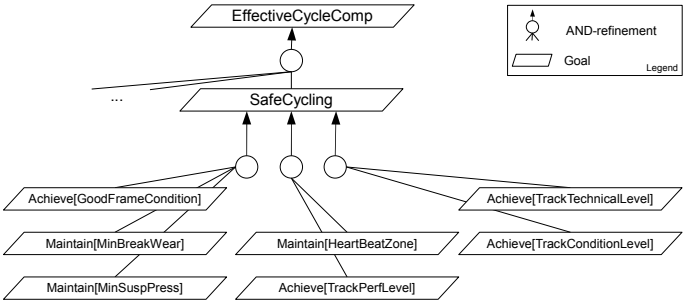 EffectiveCycleComp
AND-refinement
Goal
Legend
...
SafeCycling
Achieve[GoodFrameCondition]
Achieve[TrackTechnicalLevel]
Maintain[MinBreakWear]
Maintain[HeartBeatZone]
Achieve[TrackConditionLevel]
Maintain[MinSuspPress]
Achieve[TrackPerfLevel]